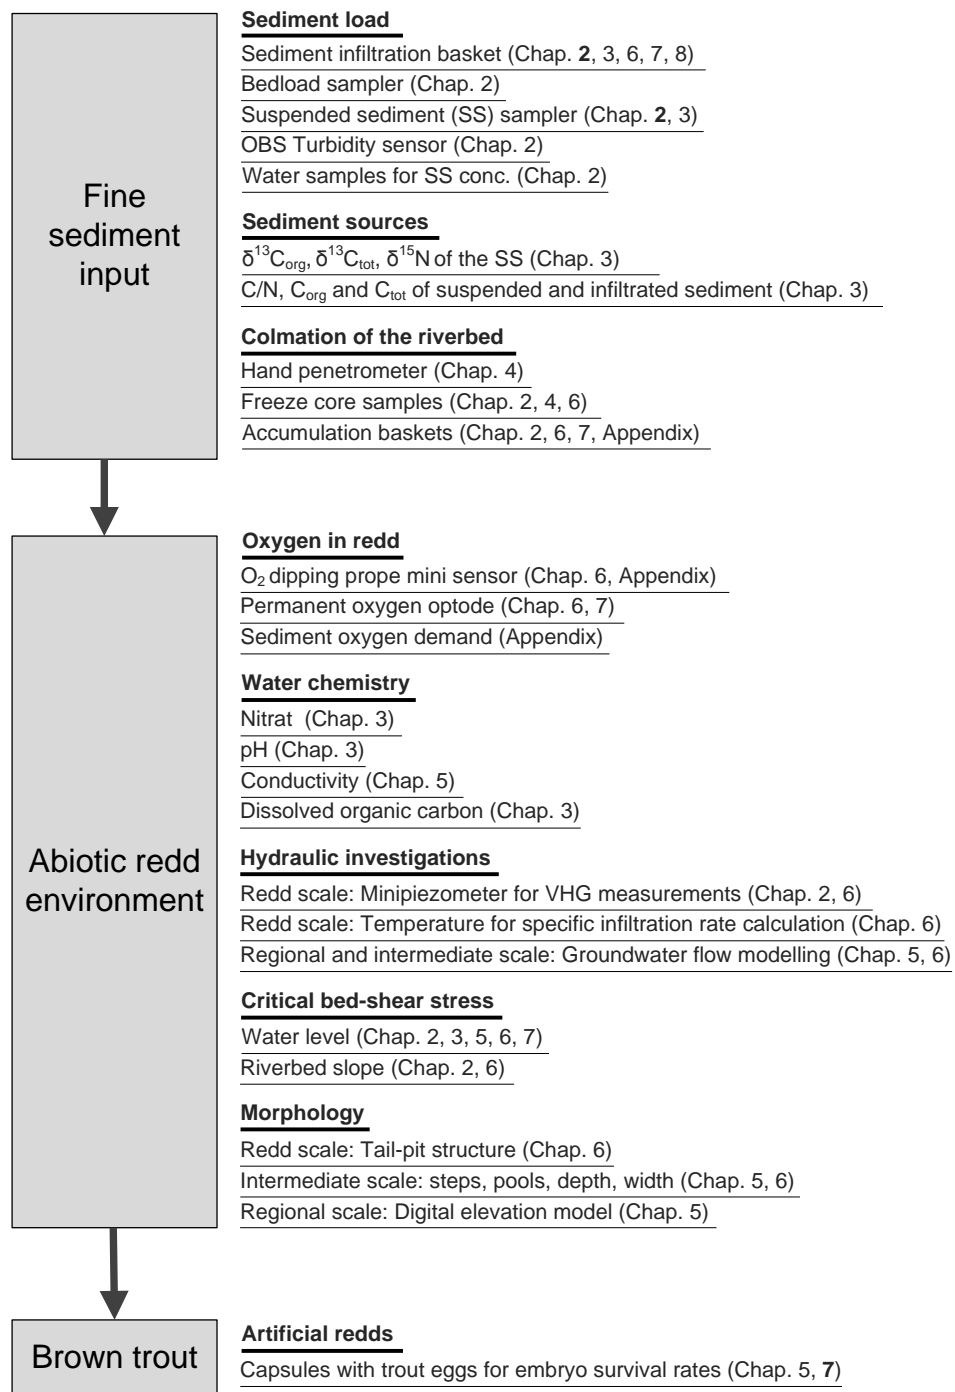 Fine
sediment
input
Sediment load
Sediment infiltration basket (Chap. 2, 3, 6, 7, 8)
Bedload sampler (Chap. 2)
Suspended sediment (SS) sampler (Chap. 2, 3)
OBS Turbidity sensor (Chap. 2)
Water samples for SS conc. (Chap. 2)
Sediment sources
δ¹³C_org, δ¹³C_tot, δ¹⁵N of the SS (Chap. 3)
C/N, C_org and C_tot of suspended and infiltrated sediment (Chap. 3)
Colmation of the riverbed
Hand penetrometer (Chap. 4)
Freeze core samples (Chap. 2, 4, 6)
Accumulation baskets (Chap. 2, 6, 7, Appendix)
Abiotic redd
environment
Oxygen in redd
O₂ dipping prope mini sensor (Chap. 6, Appendix)
Permanent oxygen optode (Chap. 6, 7)
Sediment oxygen demand (Appendix)
Water chemistry
Nitrat (Chap. 3)
pH (Chap. 3)
Conductivity (Chap. 5)
Dissolved organic carbon (Chap. 3)
Hydraulic investigations
Redd scale: Minipiezometer for VHG measurements (Chap. 2, 6)
Redd scale: Temperature for specific infiltration rate calculation (Chap. 6)
Regional and intermediate scale: Groundwater flow modelling (Chap. 5, 6)
Critical bed-shear stress
Water level (Chap. 2, 3, 5, 6, 7)
Riverbed slope (Chap. 2, 6)
Morphology
Redd scale: Tail-pit structure (Chap. 6)
Intermediate scale: steps, pools, depth, width (Chap. 5, 6)
Regional scale: Digital elevation model (Chap. 5)
Brown trout
Artificial redds
Capsules with trout eggs for embryo survival rates (Chap. 5, 7)